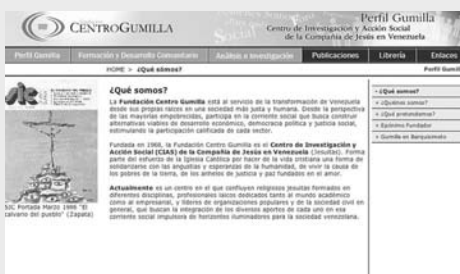 CENTROGUMILLA
Perfil Gumilla
Centro de Investigación y
Acción Social
de la Compañía de Jesús en Venezuela
Perfil Gumilla Formación y Desarrollo Comunitario Análisis e Investigación Publicaciones Librería Enlaces
HOME > ¿Qué somos? Perfil Gumill
¿Qué somos?
La Fundación Centro Gumilla está al servicio de la transformación de Venezuela
desde sus propias raíces en una sociedad más justa y humana. Desde la perspectiva
de las mayorías empobrecidas, participa en la corriente social que busca construir
alternativas viables de desarrollo económico, democracia política y justicia social,
estimulando la participación calificada de cada sector.
Fundada en 1968, la Fundación Centro Gumilla es el Centro de Investigación y
Acción Social (CIAS) de la Compañía de Jesús en Venezuela (Jesuitas). Forma
parte del esfuerzo de la Iglesia Católica por hacer de la vida cristiana una forma de
solidarizarse con las angustias y esperanzas de la humanidad, de vivir la causa de
los pobres de la tierra, de los anhelos de justicia y paz fundados en el amor.
Actualmente es un centro en el que confluyen religiosos jesuitas formados en
diferentes disciplinas, profesionales laicos dedicados tanto al mundo académico
como al empresarial, y líderes de organizaciones populares y de la sociedad civil en
general, que buscan la integración de los diversos aportes de cada uno en esa
corriente social impulsora de horizontes iluminadores para la sociedad venezolana.
sic
SIC Portada Marzo 1986 "El
calvario del pueblo" (Zapata)
¿Qué somos?
¿Quiénes somos?
¿Qué pretendemos?
Epónimo Fundador
Gumilla en Barquisimeto